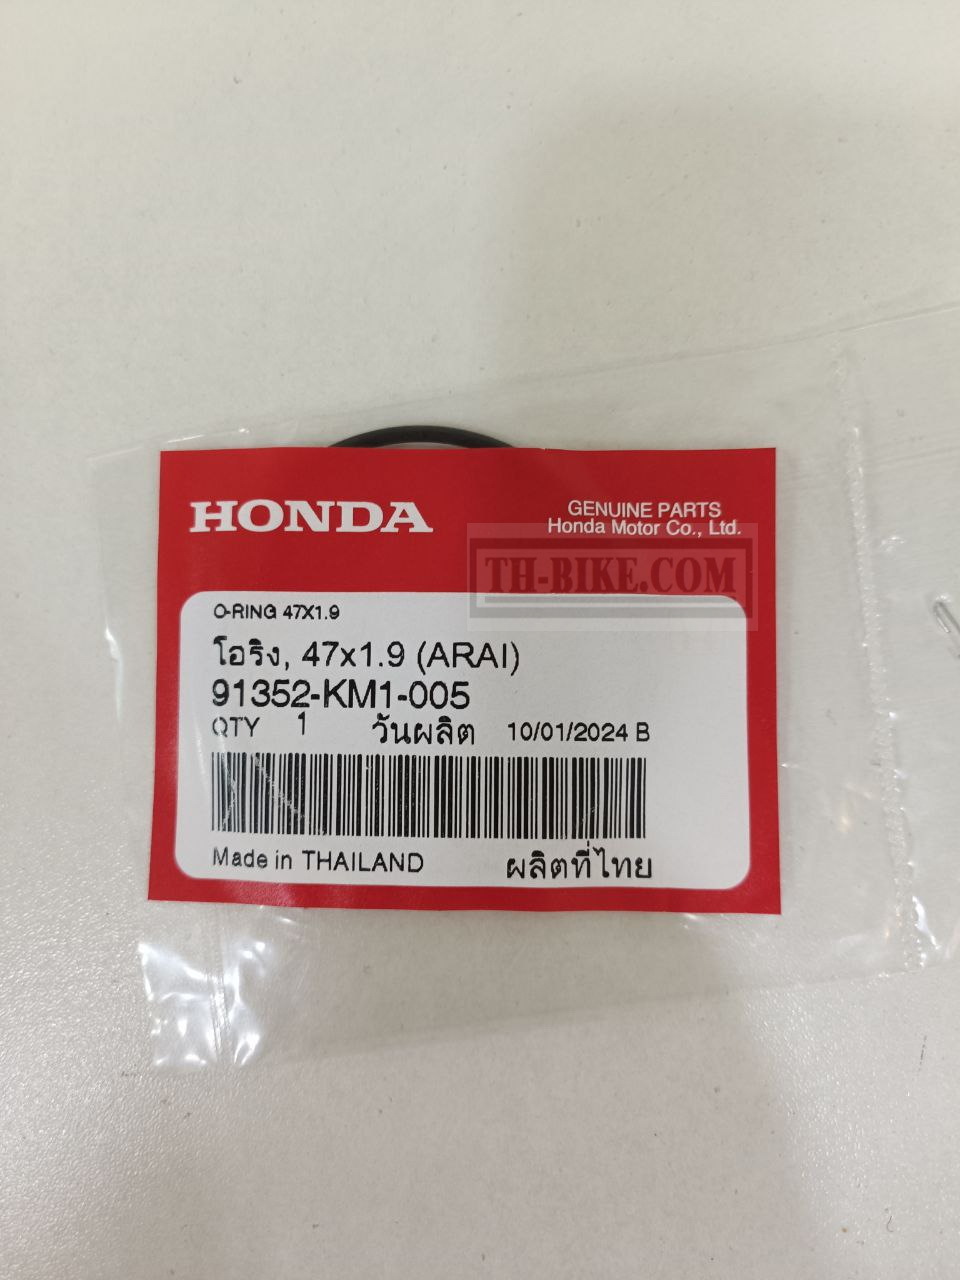 HONDA
GENUINE PARTS
Honda Motor Co., Ltd.
TH-BIKE.COM
O-RING 47X1.9
โอริง, 47x1.9 (ARAI)
91352-KM1-005
QTY 1 วันผลิต 10/01/2024 B
Made in THAILAND ผลิตที่ไทย